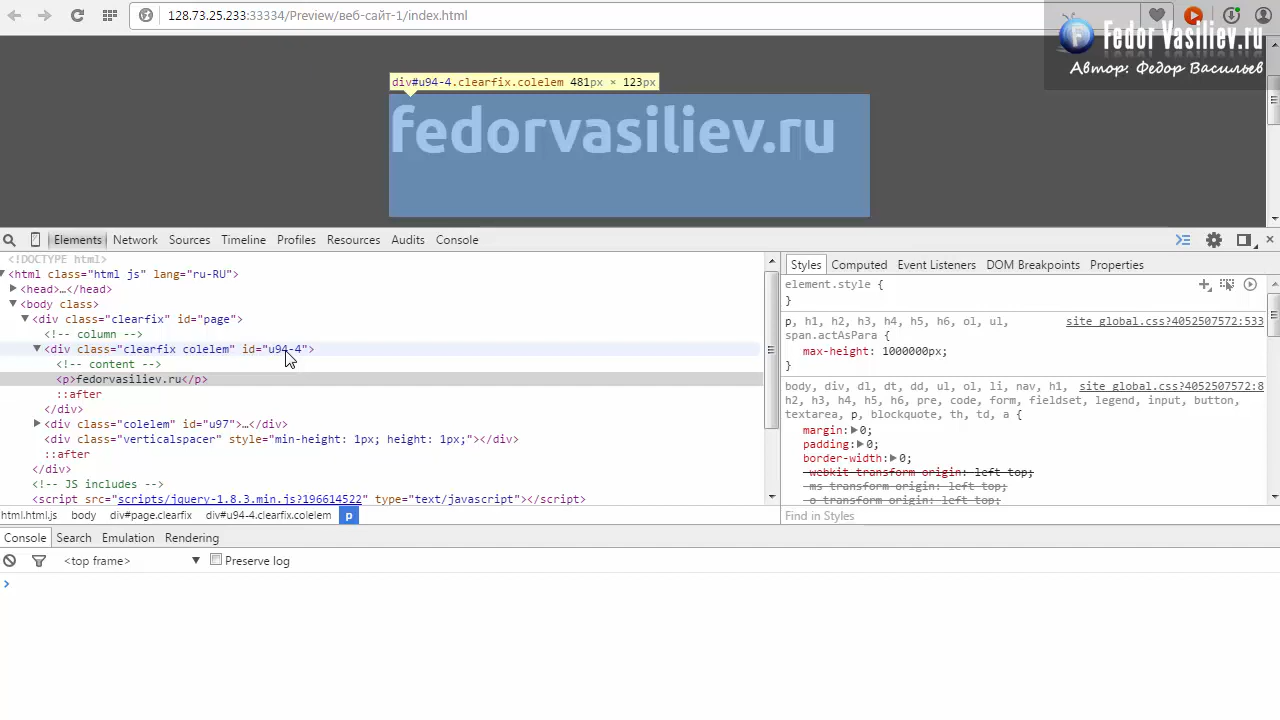 128.73.25.233:33334/Preview/веб-сайт-1/index.html
Fedor Vasiliev.ru
Автор: Федор Васильев
div#u94-4.clearfix.colelem 481px × 123px
fedorvasiliev.ru
Elements Network Sources Timeline Profiles Resources Audits Console
<!DOCTYPE html>
<html class="html js" lang="ru-RU">
<head>…</head>
<body class>
<div class="clearfix" id="page">
<!-- column -->
<div class="clearfix colelem" id="u94-4">
<!-- content -->
<p>fedorvasiliev.ru</p>
::after
</div>
<div class="colelem" id="u97">…</div>
<div class="verticalspacer" style="min-height: 1px; height: 1px;"></div>
::after
</div>
<!-- JS includes -->
<script src="scripts/jquery-1.8.3.min.js?196614522" type="text/javascript"></script>
html.html.js body div#page.clearfix div#u94-4.clearfix.colelem p
Styles Computed Event Listeners DOM Breakpoints Properties
element.style {
}
p, h1, h2, h3, h4, h5, h6, ol, ul, site_global.css?4052507572:533
span.actAsPara {
max-height: 1000000px;
}
body, div, dl, dt, dd, ul, ol, li, nav, h1, site_global.css?4052507572:8
h2, h3, h4, h5, h6, pre, code, form, fieldset, legend, input, button,
textarea, p, blockquote, th, td, a {
margin: 0;
padding: 0;
border-width: 0;
-webkit-transform-origin: left top;
-ms-transform-origin: left top;
-o-transform-origin: left top;
Find in Styles
Console Search Emulation Rendering
<top frame> Preserve log